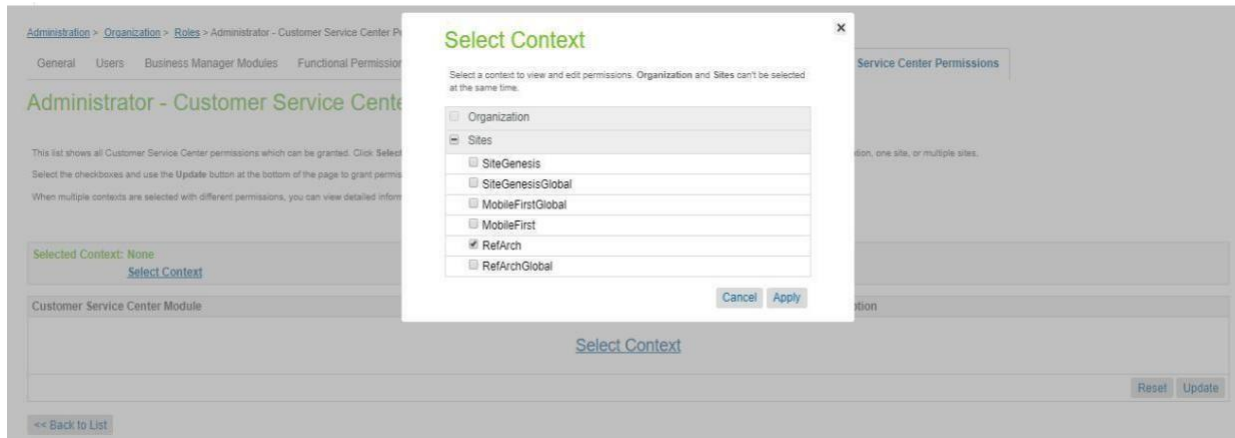 Administration > Organization > Roles > Administrator - Customer Service Center Pe
General Users Business Manager Modules Functional Permission
Service Center Permissions
Administrator - Customer Service Cente
This list shows all Customer Service Center permissions which can be granted. Click Select
tion, one site, or multiple sites.
Select the checkboxes and use the Update button at the bottom of the page to grant permis
When multiple contexts are selected with different permissions, you can view detailed inform
Selected Context: None
Select Context
Customer Service Center Module
ption
Select Context
Reset Update
<< Back to List
Select Context
x
Select a context to view and edit permissions. Organization and Sites can't be selected
at the same time.
Organization
Sites
SiteGenesis
SiteGenesisGlobal
MobileFirstGlobal
MobileFirst
RefArch
RefArchGlobal
Cancel Apply